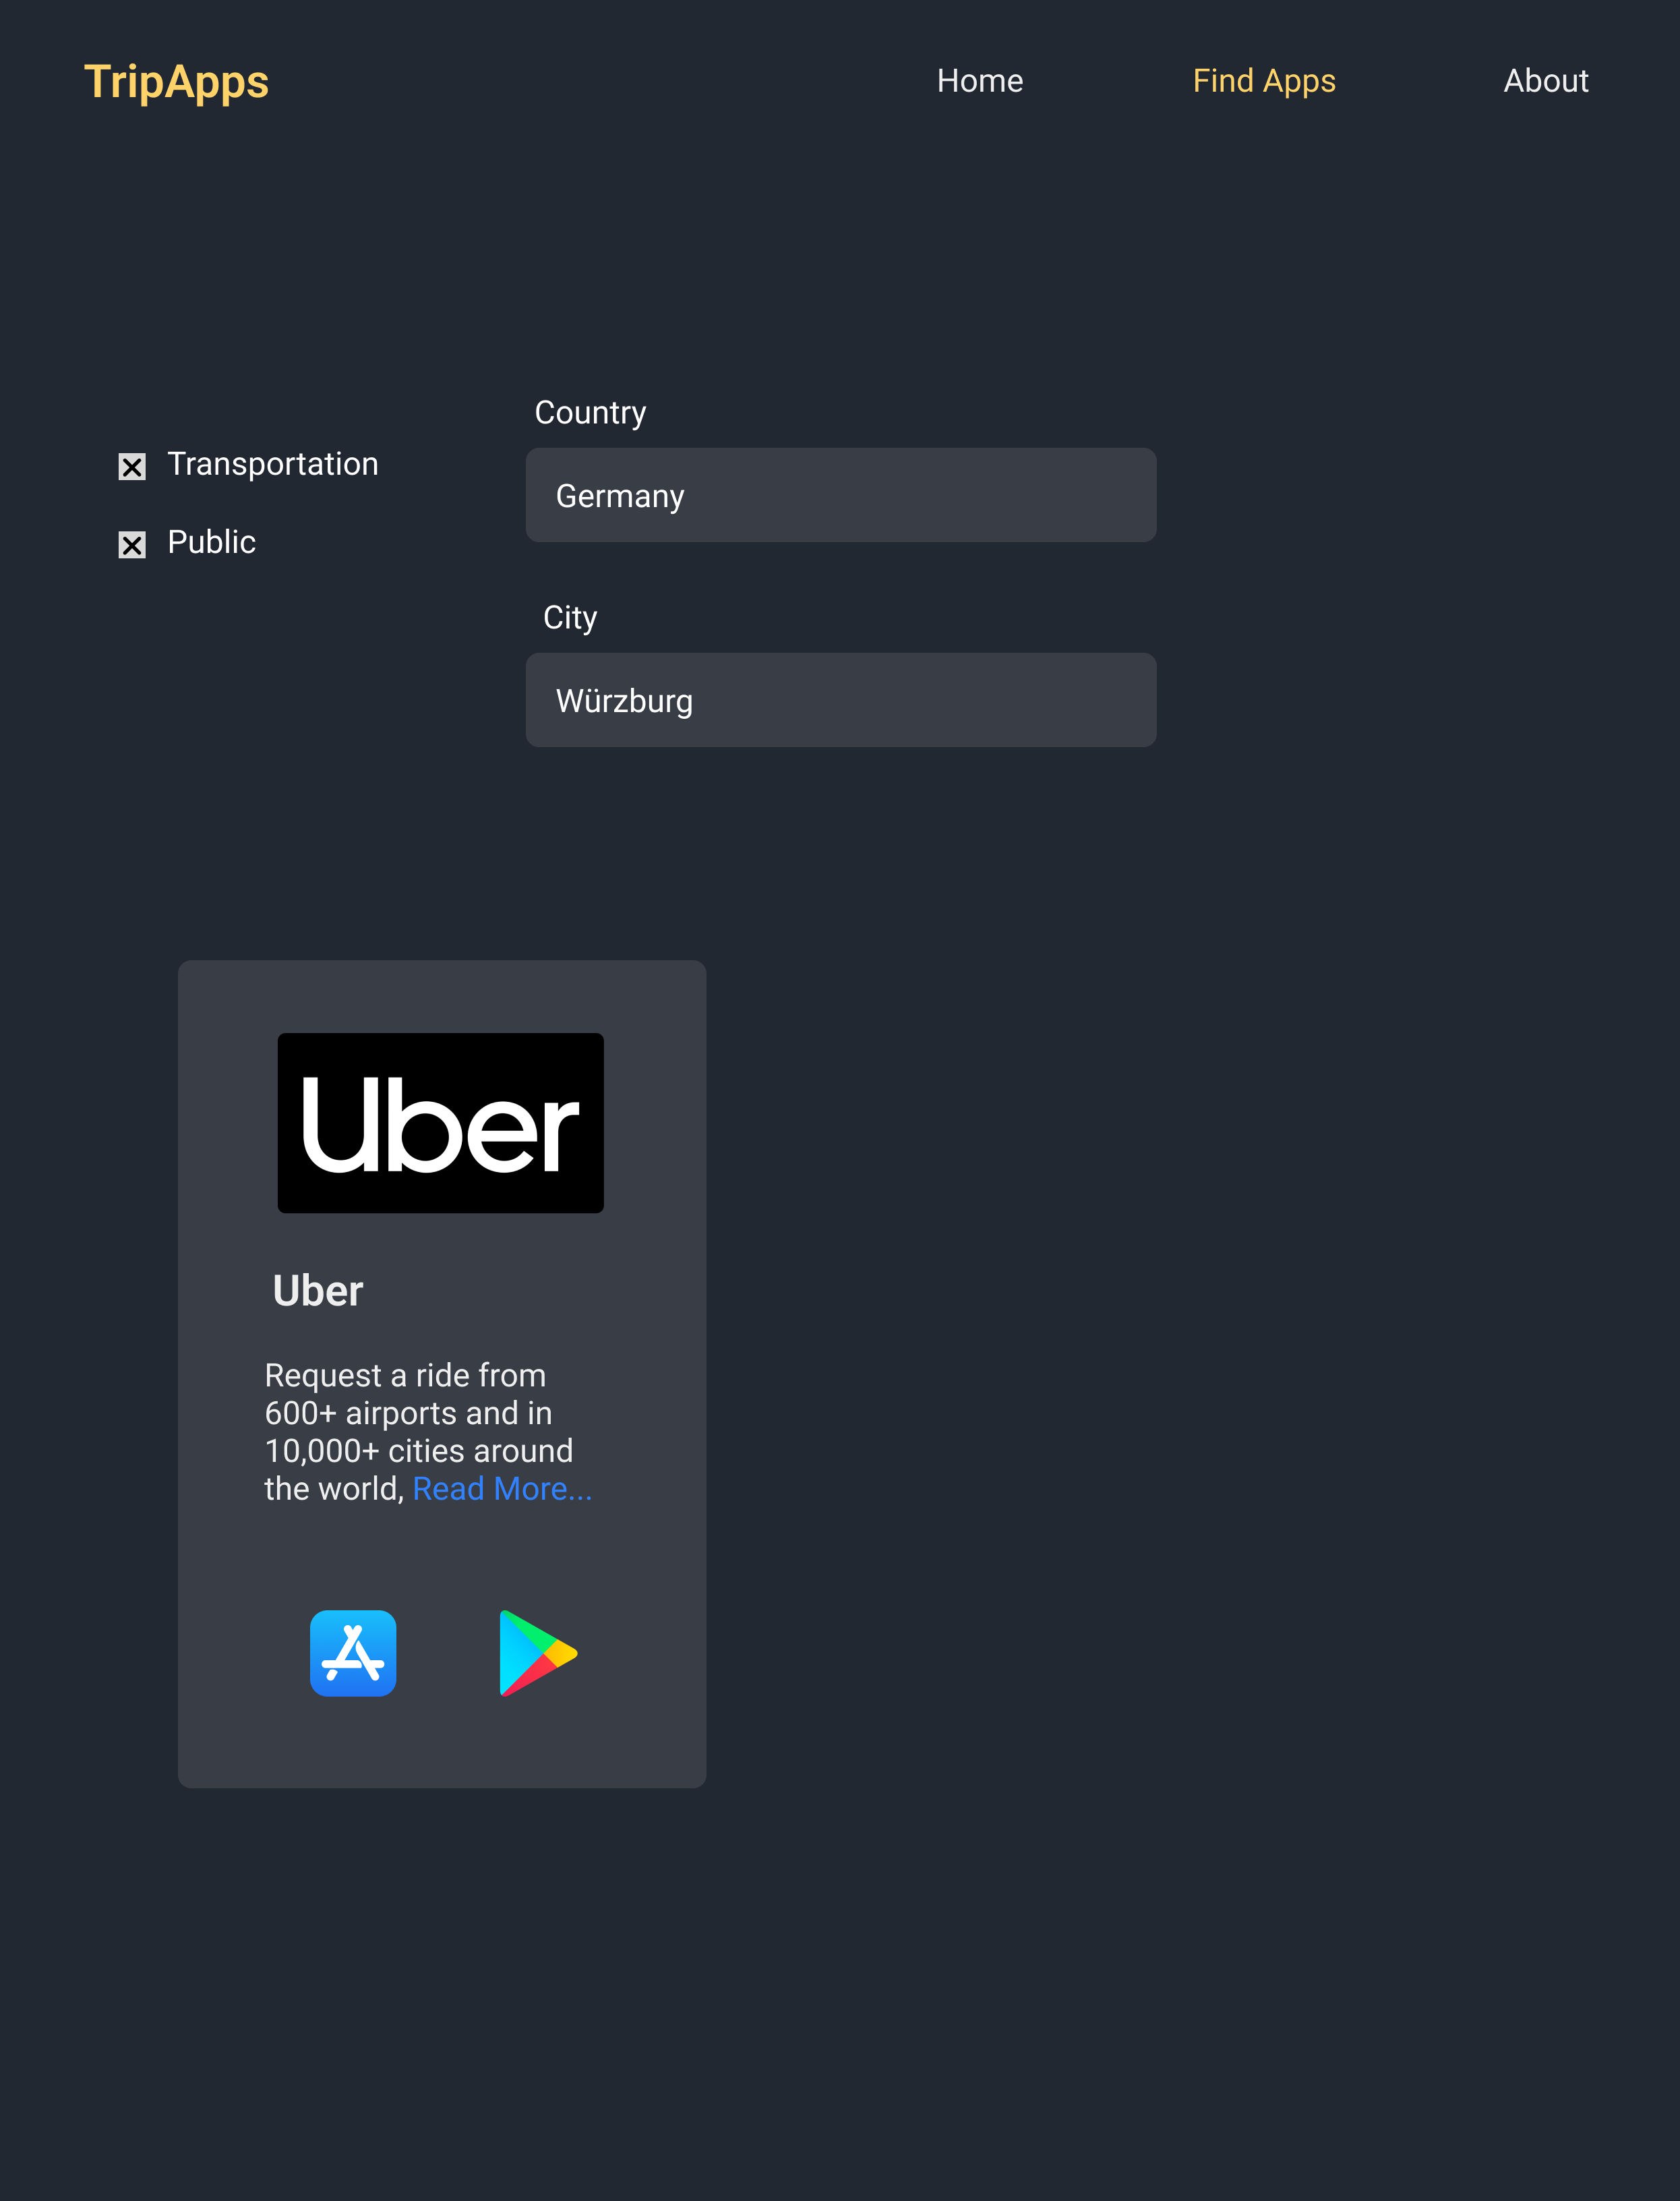 TripApps
Home
Find Apps
About
Country
Transportation
Germany
Public
City
Würzburg
Uber
Uber
Request a ride from
600+ airports and in
10,000+ cities around
the world, Read More...